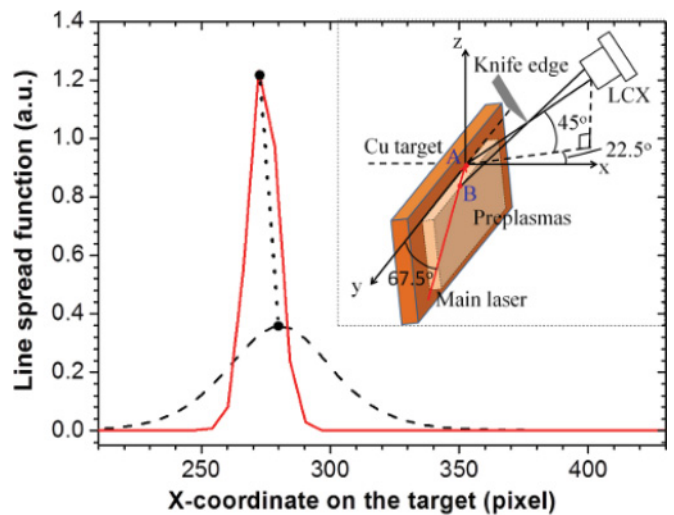 1.4
1.2
1.0
0.8
0.6
0.4
0.2
0.0
Line spread function (a.u.)
250 300 350 400
X-coordinate on the target (pixel)
z
Knife edge
LCX
45°
Cu target
A
x
22.5°
B
Preplasmas
67.5°
y
Main laser